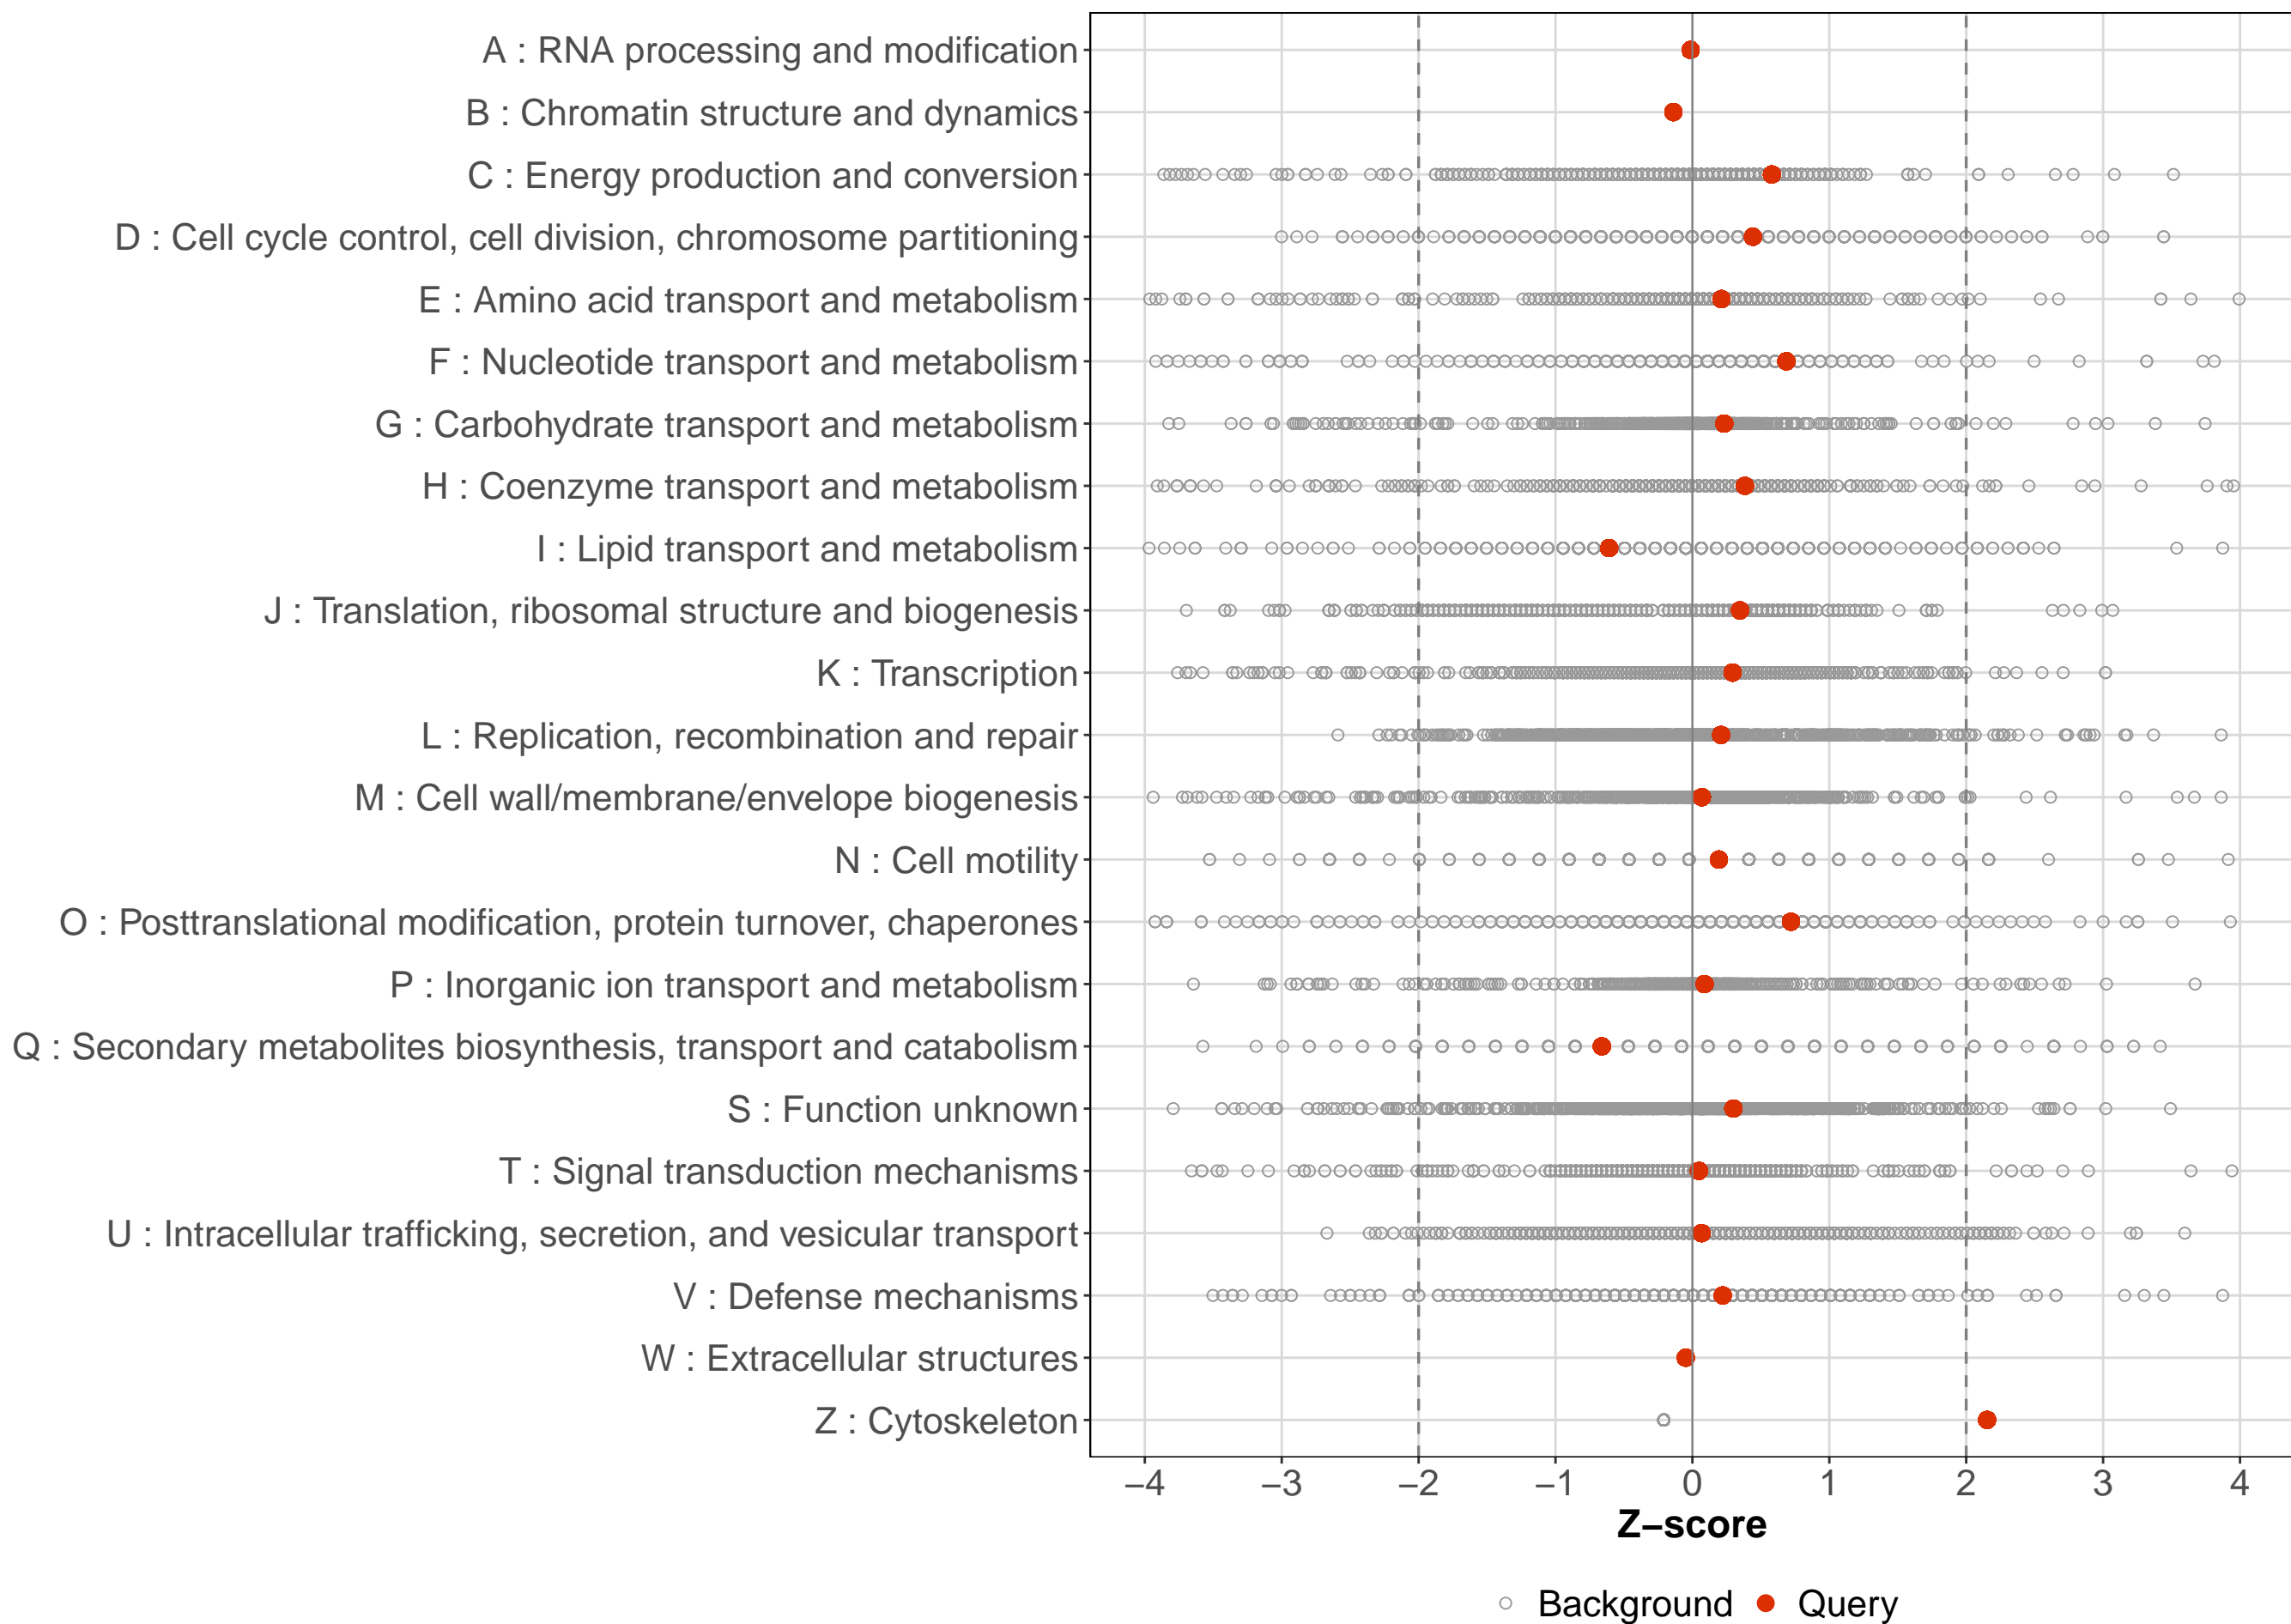 A : RNA processing and modification
B : Chromatin structure and dynamics
C : Energy production and conversion
D : Cell cycle control, cell division, chromosome partitioning
E : Amino acid transport and metabolism
F : Nucleotide transport and metabolism
G : Carbohydrate transport and metabolism
H : Coenzyme transport and metabolism
I : Lipid transport and metabolism
J : Translation, ribosomal structure and biogenesis
K : Transcription
L : Replication, recombination and repair
M : Cell wall/membrane/envelope biogenesis
N : Cell motility
O : Posttranslational modification, protein turnover, chaperones
P : Inorganic ion transport and metabolism
Q : Secondary metabolites biosynthesis, transport and catabolism
S : Function unknown
T : Signal transduction mechanisms
U : Intracellular trafficking, secretion, and vesicular transport
V : Defense mechanisms
W : Extracellular structures
Z : Cytoskeleton
−4 −3 −2 −1 0 1 2 3 4
Z−score
Background Query